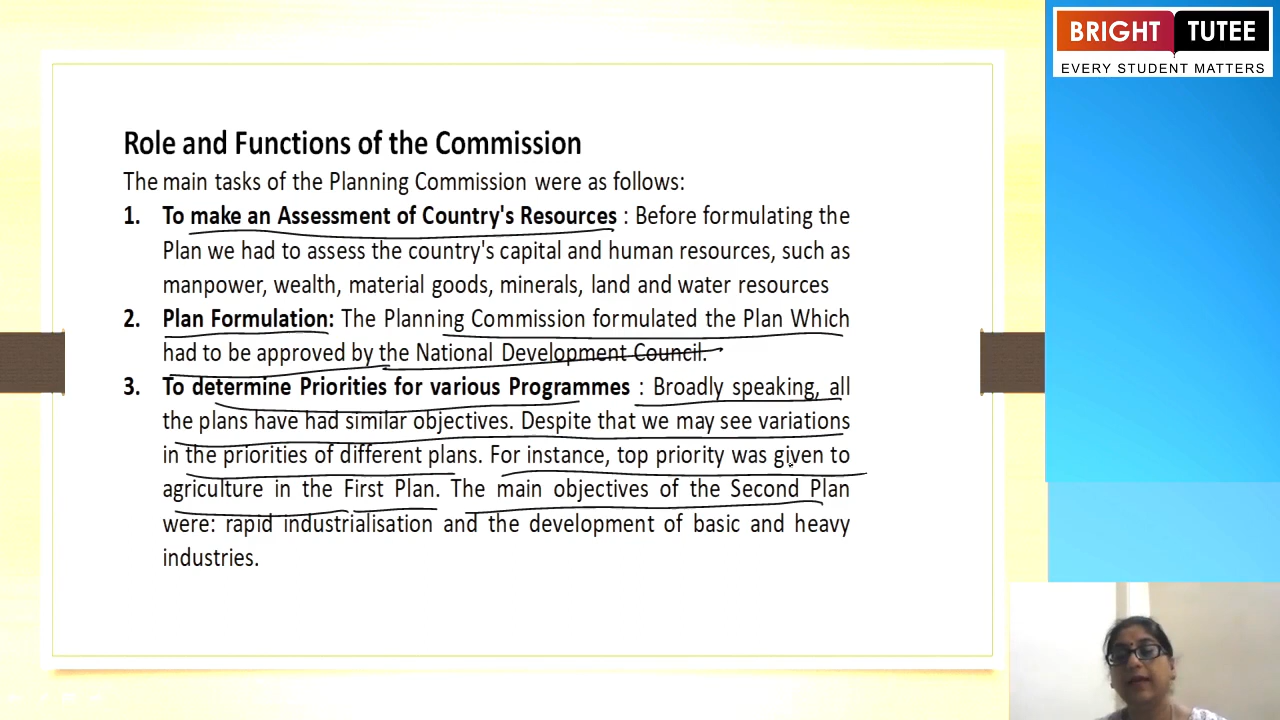 BRIGHT TUTEE
EVERY STUDENT MATTERS
Role and Functions of the Commission
The main tasks of the Planning Commission were as follows:
1. To make an Assessment of Country's Resources : Before formulating the
Plan we had to assess the country's capital and human resources, such as
manpower, wealth, material goods, minerals, land and water resources
2. Plan Formulation: The Planning Commission formulated the Plan Which
had to be approved by the National Development Council.
3. To determine Priorities for various Programmes : Broadly speaking, all
the plans have had similar objectives. Despite that we may see variations
in the priorities of different plans. For instance, top priority was given to
agriculture in the First Plan. The main objectives of the Second Plan
were: rapid industrialisation and the development of basic and heavy
industries.